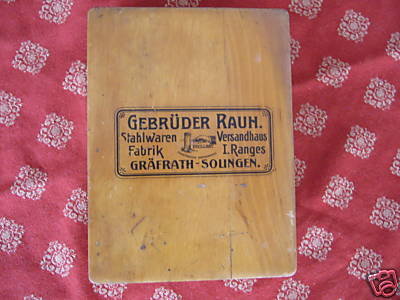 GEBRÜDER RAUH.
Stahlwaren Versandhaus
Fabrik I. Ranges
GRÄFRATH-SOLINGEN.